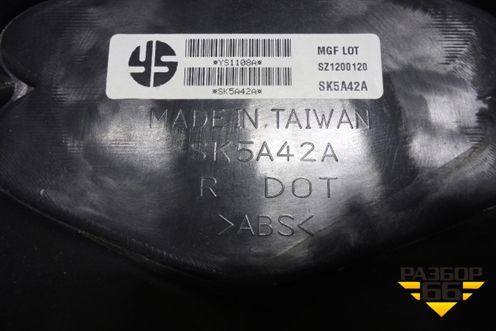 YS
*YS1108A*
*SK5A42A*
MGF LOT
SZ1200120
SK5A42A
MADE IN TAIWAN
SK5A42A
R DOT
>ABS<
РАЗБОР
66